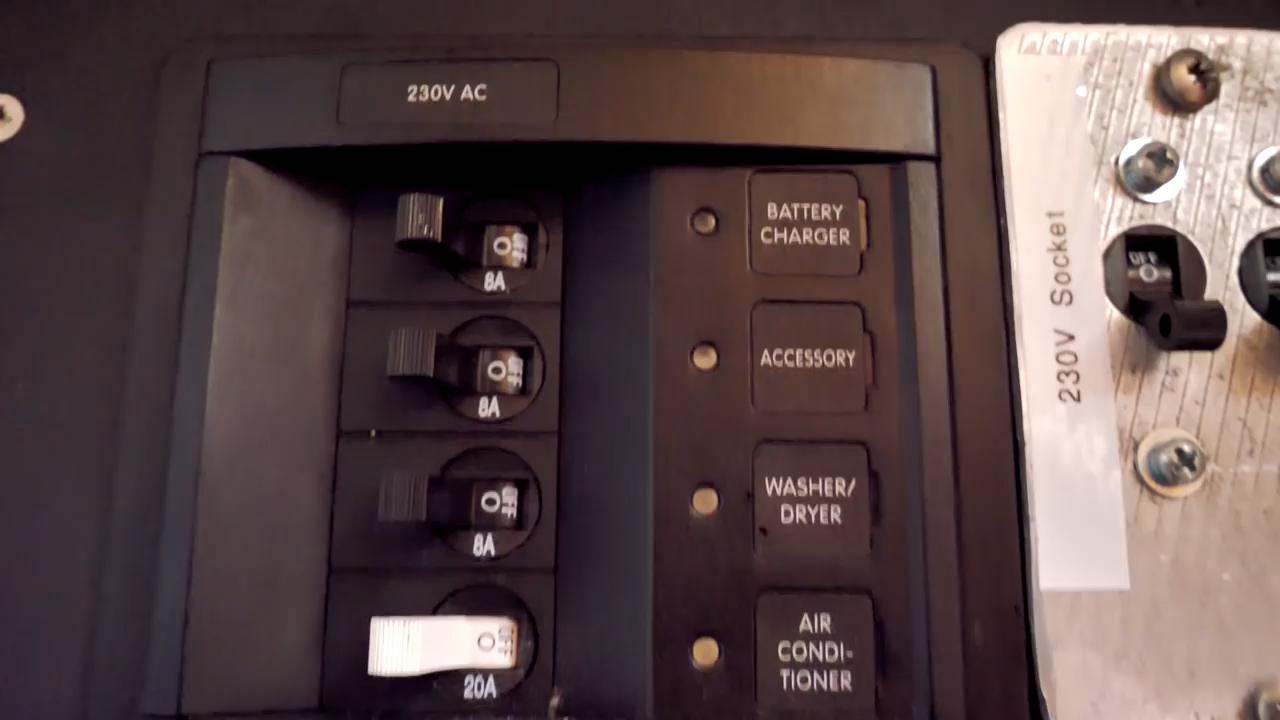 230V AC
OFF
O
8A
BATTERY
CHARGER
OFF
O
8A
ACCESSORY
OFF
O
8A
WASHER/
DRYER
OFF
O
20A
AIR
CONDI-
TIONER
230V Socket
OFF
O